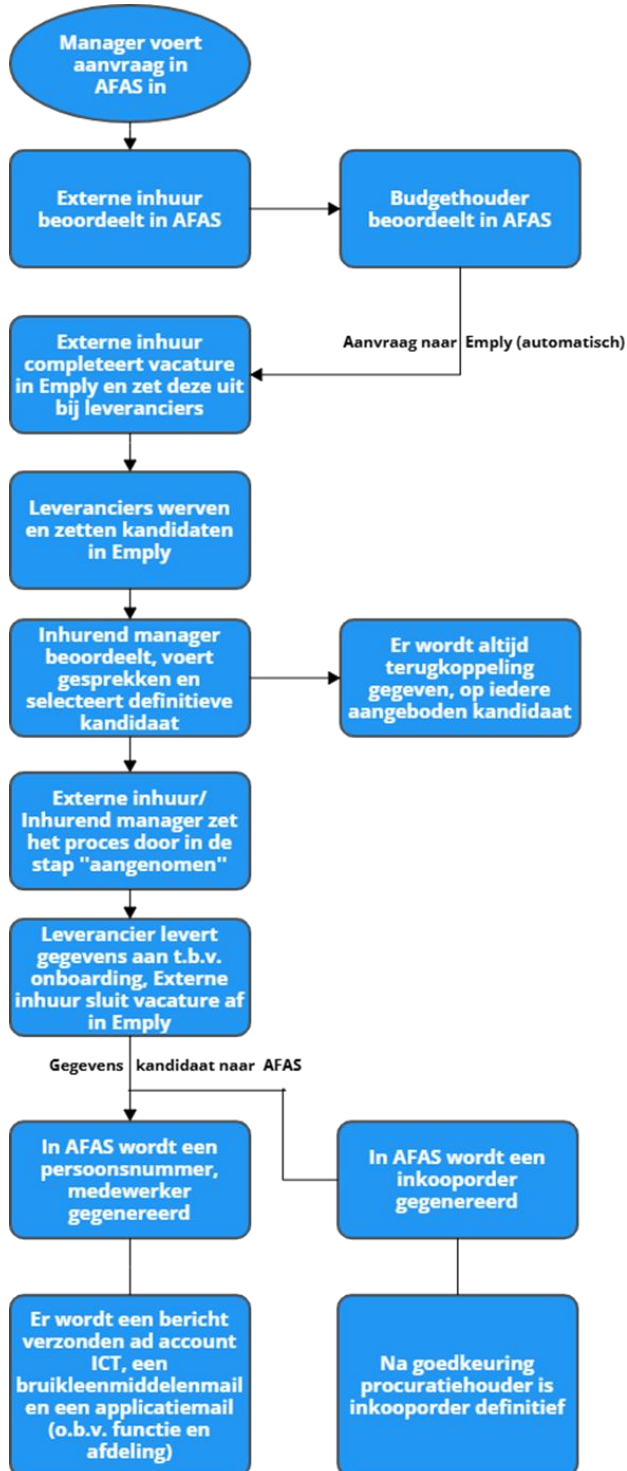 Manager voert
aanvraag in
AFAS in
Externe inhuur
beoordeelt in AFAS
Budgethouder
beoordeelt in AFAS
Aanvraag naar Emply (automatisch)
Externe inhuur
completeert vacature
in Emply en zet deze uit
bij leveranciers
Leveranciers werven
en zetten kandidaten
in Emply
Inhurend manager
beoordeelt, voert
gesprekken en
selecteert definitieve
kandidaat
Er wordt altijd
terugkoppeling
gegeven, op iedere
aangeboden kandidaat
Externe inhuur/
Inhurend manager zet
het proces door in de
stap "aangenomen"
Leverancier levert
gegevens aan t.b.v.
onboarding, Externe
inhuur sluit vacature af
in Emply
Gegevens kandidaat naar AFAS
In AFAS wordt een
persoonsnummer,
medewerker
gegenereerd
In AFAS wordt een
inkooporder
gegenereerd
Er wordt een bericht
verzonden ad account
ICT, een
bruikleenmiddelenmail
en een applicatiemail
(o.b.v. functie en
afdeling)
Na goedkeuring
procuratiehouder is
inkooporder definitief